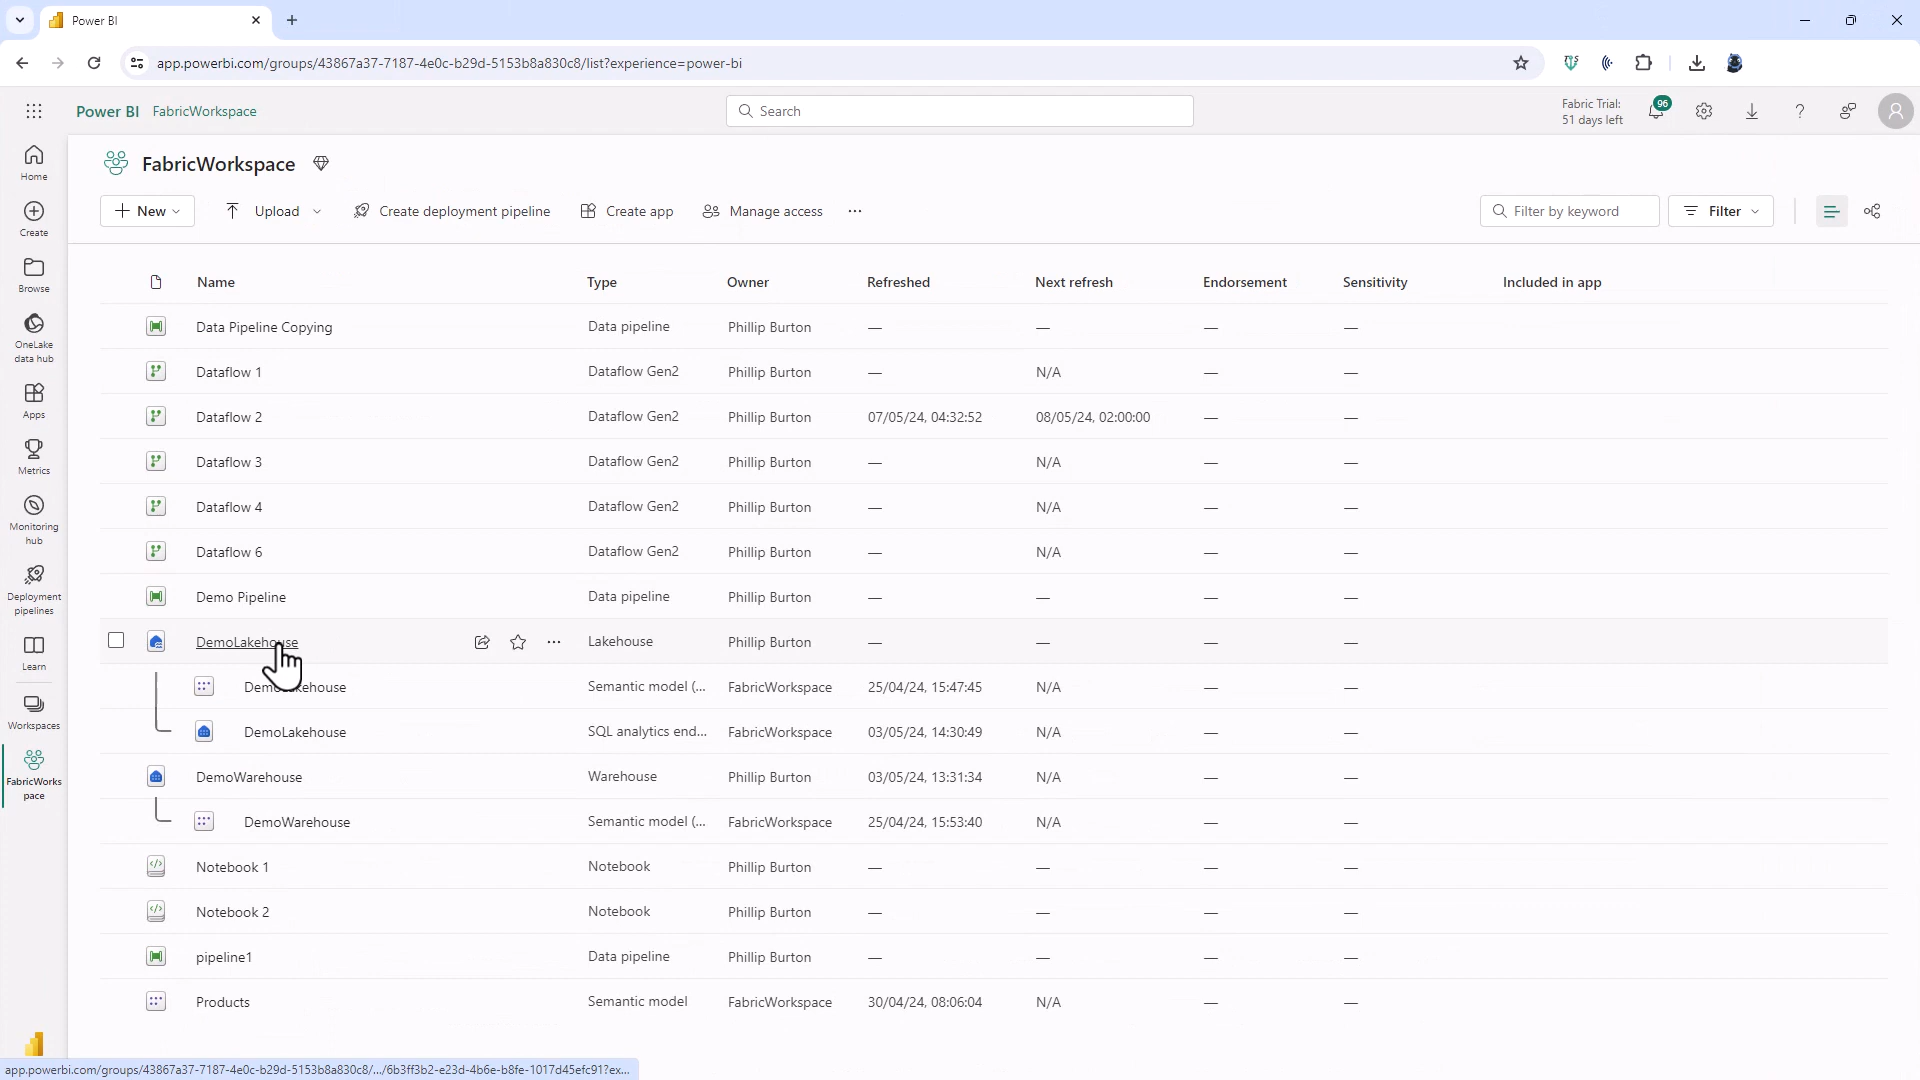 Power BI
app.powerbi.com/groups/43867a37-7187-4e0c-b29d-5153b8a830c8/list?experience=power-bi
Power BI FabricWorkspace
Search
Fabric Trial:
51 days left
96
FabricWorkspace
New
Upload
Create deployment pipeline
Create app
Manage access
Filter by keyword
Filter
Home
Create
Browse
OneLake
data hub
Apps
Metrics
Monitoring
hub
Deployment
pipelines
Learn
Workspaces
FabricWorks
pace
Name Type Owner Refreshed Next refresh Endorsement Sensitivity Included in app
Data Pipeline Copying Data pipeline Phillip Burton — — — —
Dataflow 1 Dataflow Gen2 Phillip Burton — N/A — —
Dataflow 2 Dataflow Gen2 Phillip Burton 07/05/24, 04:32:52 08/05/24, 02:00:00 — —
Dataflow 3 Dataflow Gen2 Phillip Burton — N/A — —
Dataflow 4 Dataflow Gen2 Phillip Burton — N/A — —
Dataflow 6 Dataflow Gen2 Phillip Burton — N/A — —
Demo Pipeline Data pipeline Phillip Burton — — — —
DemoLakehouse Lakehouse Phillip Burton — — — —
DemoLakehouse Semantic model (... FabricWorkspace 25/04/24, 15:47:45 N/A — —
DemoLakehouse SQL analytics end... FabricWorkspace 03/05/24, 14:30:49 N/A — —
DemoWarehouse Warehouse Phillip Burton 03/05/24, 13:31:34 N/A — —
DemoWarehouse Semantic model (... FabricWorkspace 25/04/24, 15:53:40 N/A — —
Notebook 1 Notebook Phillip Burton — — — —
Notebook 2 Notebook Phillip Burton — — — —
pipeline1 Data pipeline Phillip Burton — — — —
Products Semantic model FabricWorkspace 30/04/24, 08:06:04 N/A — —
app.powerbi.com/groups/43867a37-7187-4e0c-b29d-5153b8a830c8/.../6b3ff3b2-e23d-4b6e-b8fe-1017d45efc91?ex...